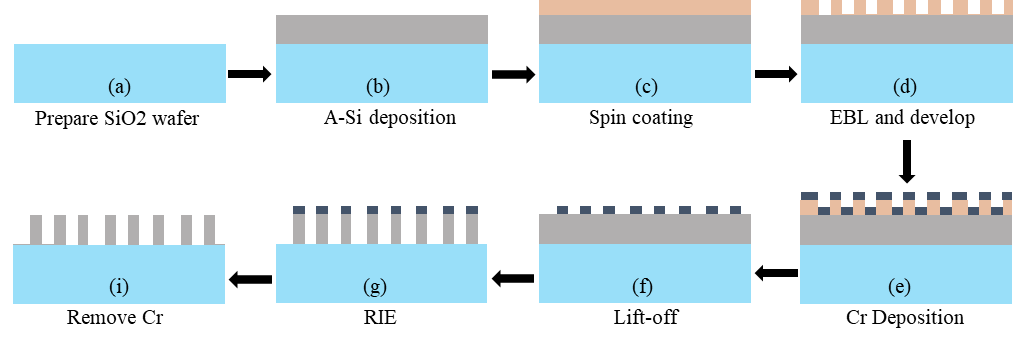 (a)
Prepare SiO2 wafer
(b)
A-Si deposition
(c)
Spin coating
(d)
EBL and develop
(e)
Cr Deposition
(f)
Lift-off
(g)
RIE
(i)
Remove Cr